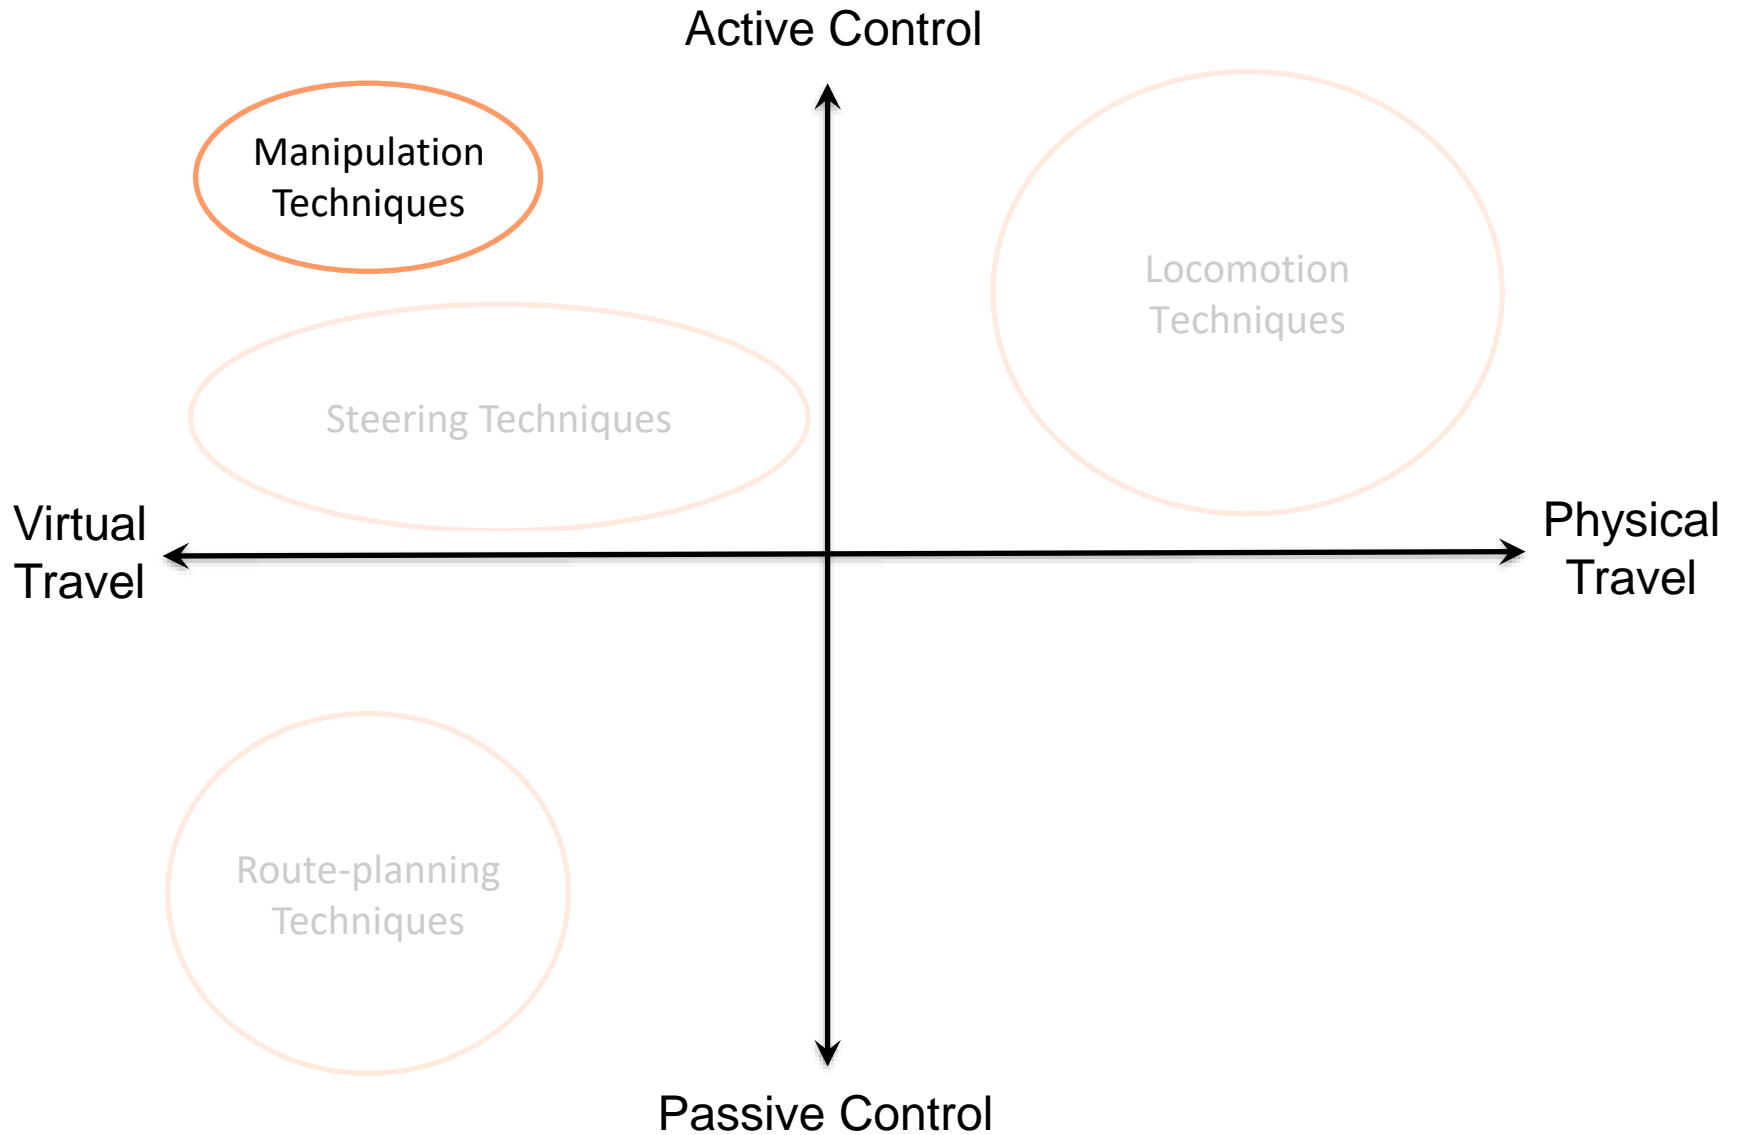 Active Control
Manipulation
Techniques
Locomotion
Techniques
Steering Techniques
Virtual
Travel
Physical
Travel
Route-planning
Techniques
Passive Control